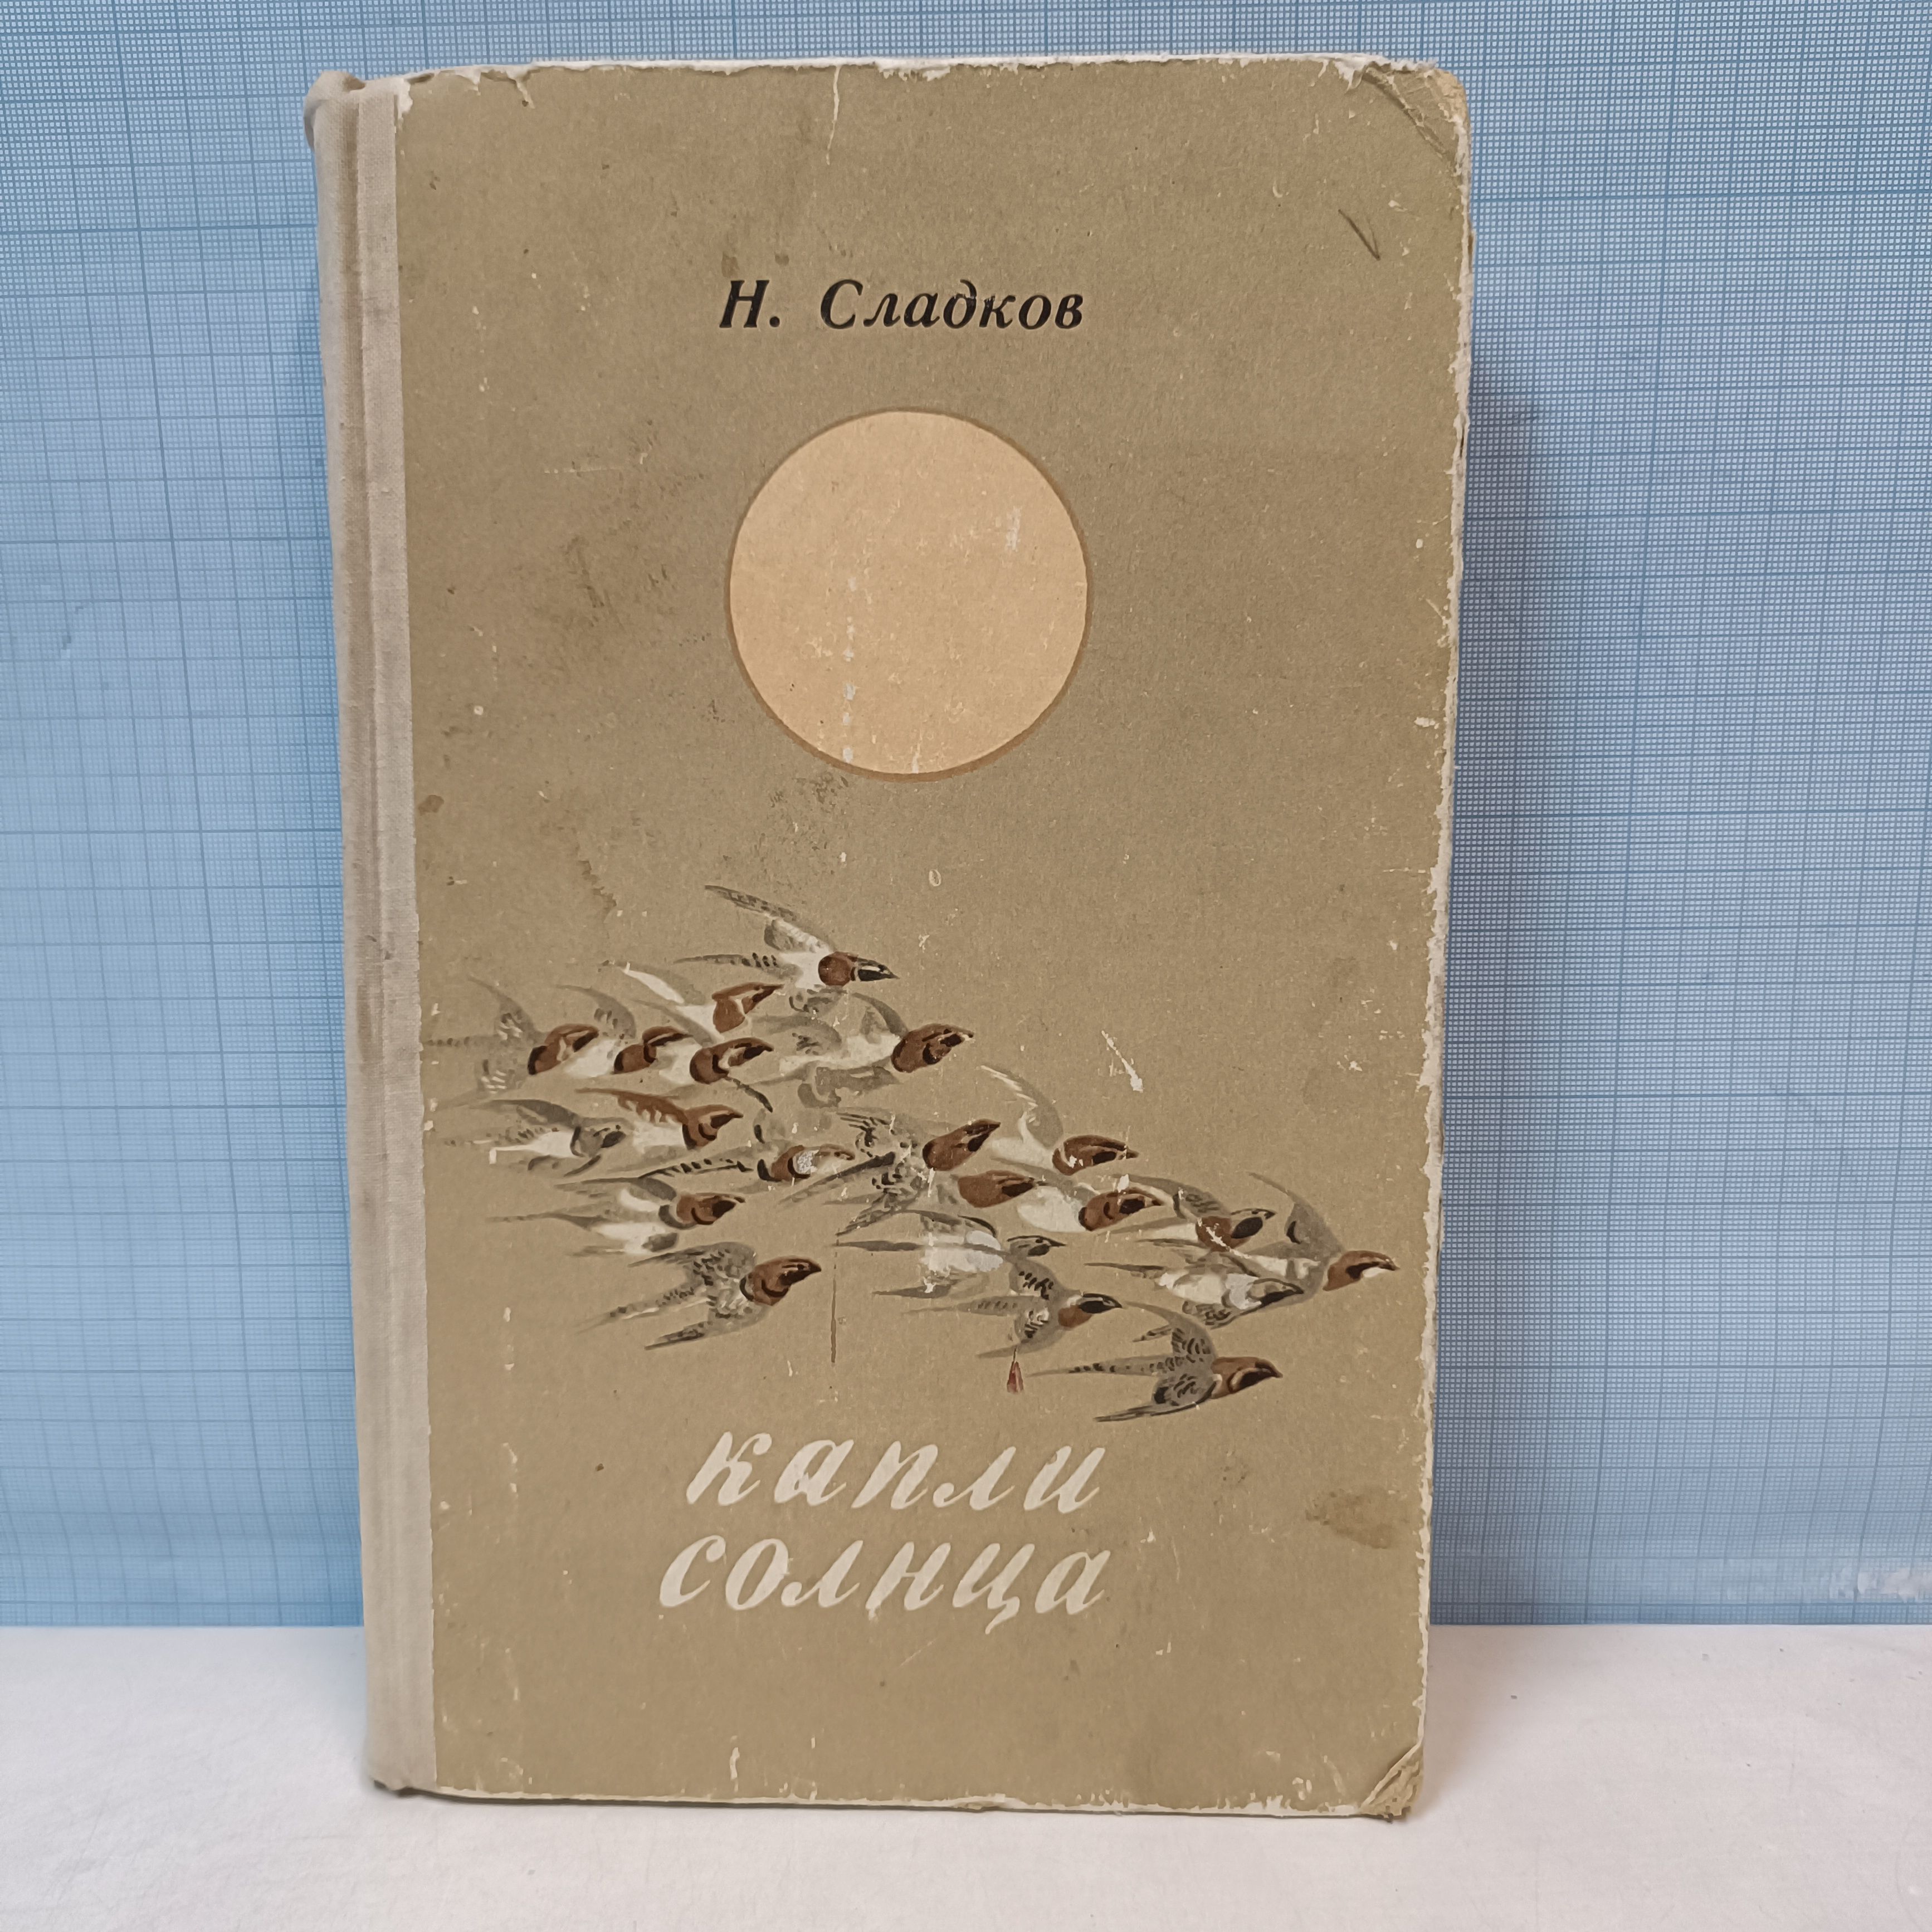 Н. Сладков
капли
солнца